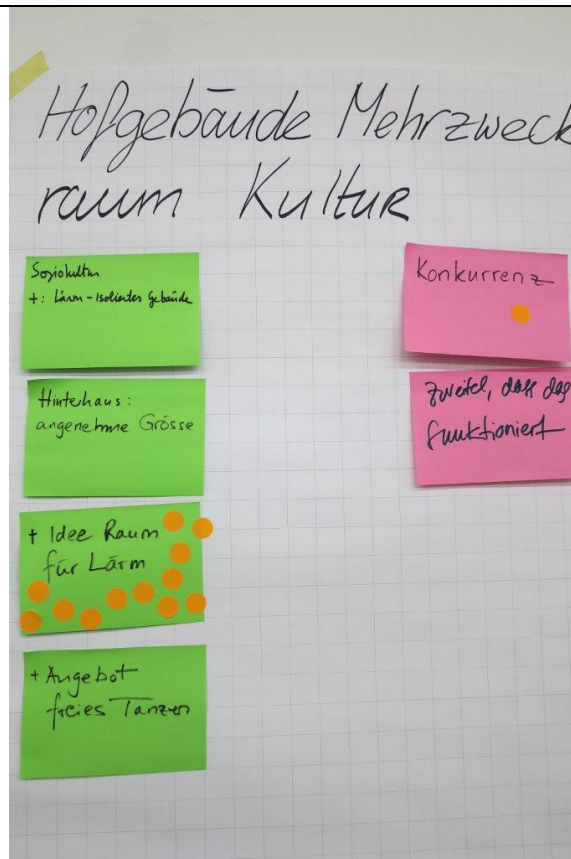 Hofgebäude Mehrzweck
raum Kultur
Soziokultur
+: Lärm-isoliertes Gebäude
Hinterhaus:
angenehme Grösse
+ Idee Raum
für Lärm
+ Angebot
freies Tanzen
Konkurrenz
Zweifel, dass das
funktioniert